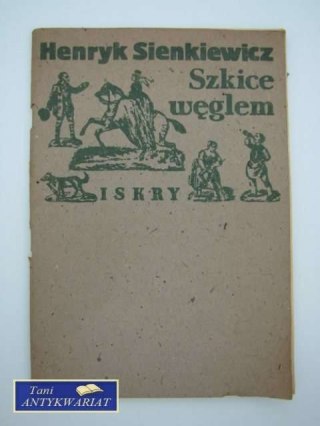 Henryk Sienkiewicz
Szkice
węglem
ISKRY
Tani
ANTYKWARIAT